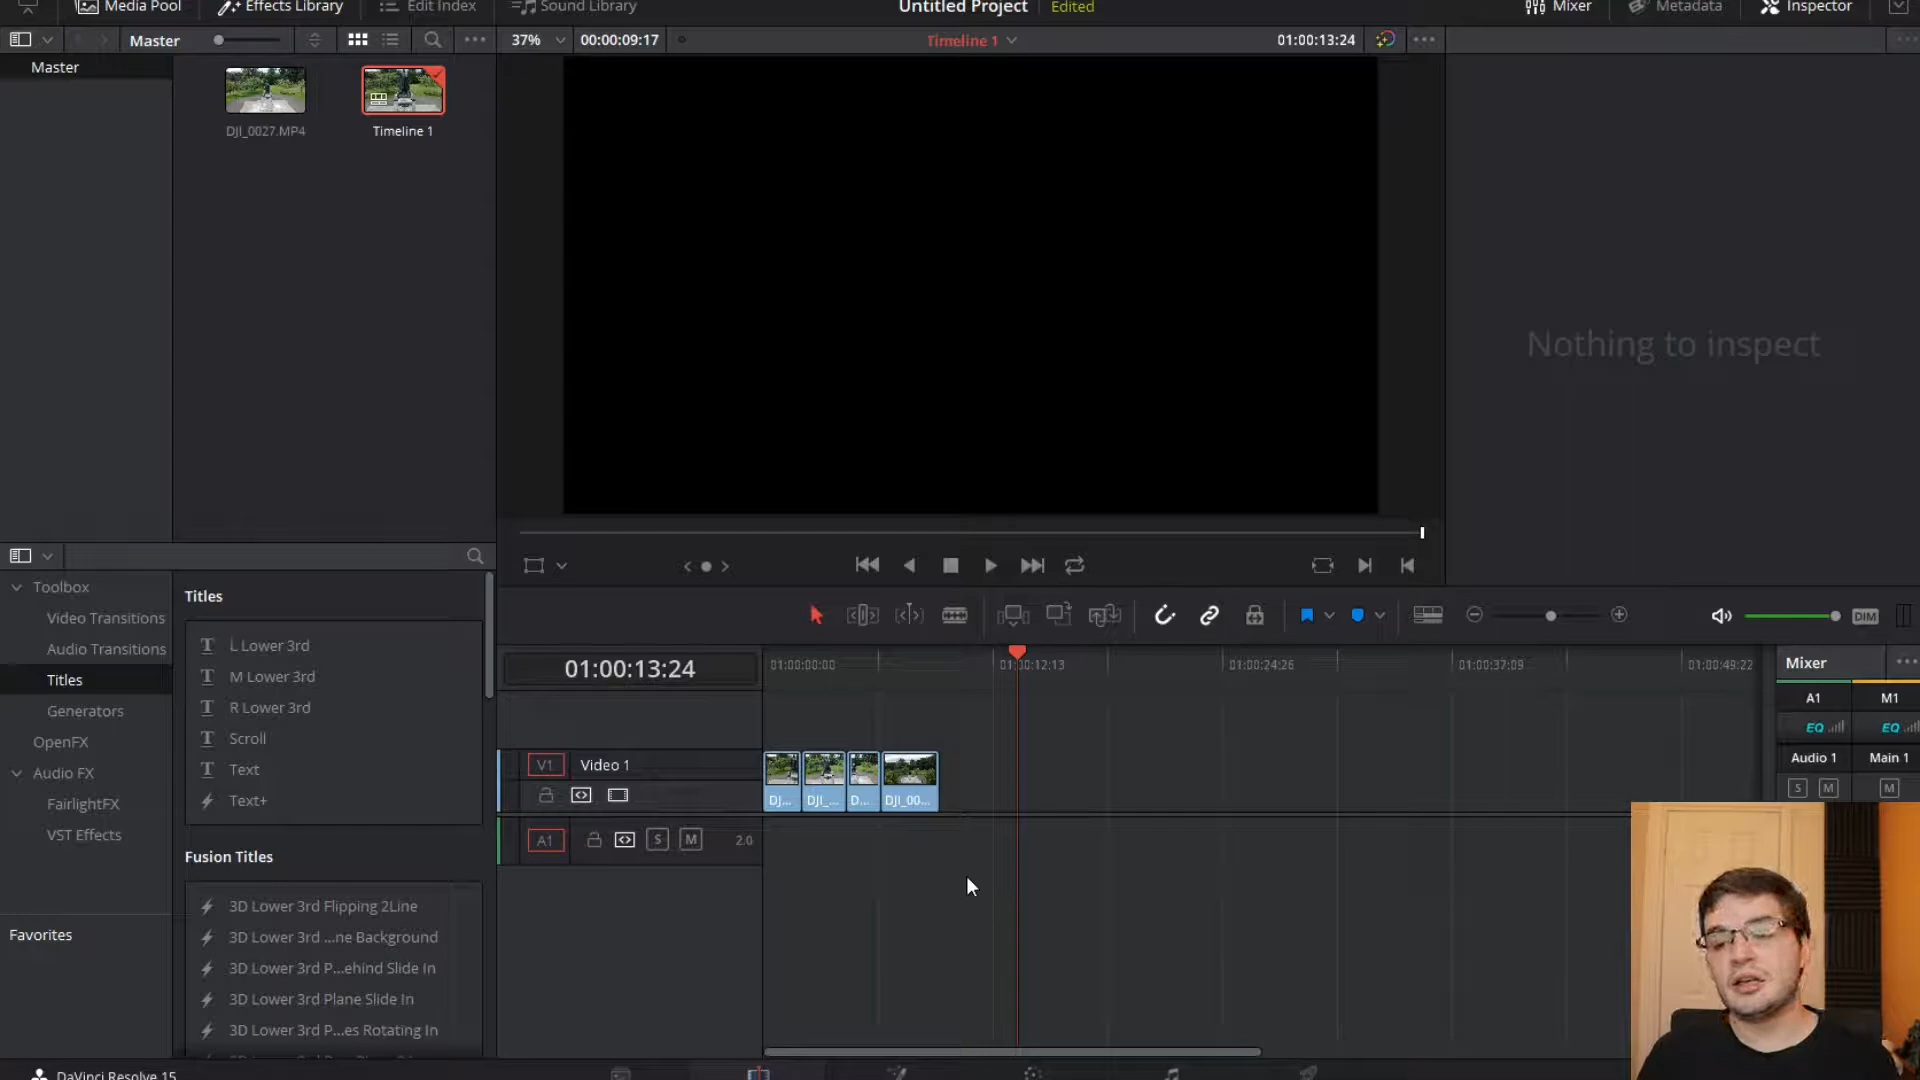 Media Pool
Effects Library
Edit Index
Sound Library
Untitled Project
Edited
Mixer
Metadata
Inspector
Master
37%
00:00:09:17
Timeline 1
01:00:13:24
Master
DJI_0027.MP4
Timeline 1
Nothing to inspect
Toolbox
Video Transitions
Audio Transitions
Titles
Generators
OpenFX
Audio FX
FairlightFX
VST Effects
Favorites
Titles
L Lower 3rd
M Lower 3rd
R Lower 3rd
Scroll
Text
Text+
Fusion Titles
3D Lower 3rd Flipping 2Line
3D Lower 3rd ...ne Background
3D Lower 3rd P...ehind Slide In
3D Lower 3rd Plane Slide In
3D Lower 3rd P...es Rotating In
DIM
01:00:13:24
01:00:00:00
01:00:12:13
01:00:24:26
01:00:37:09
01:00:49:22
V1
Video 1
DJ...
DJI_...
D...
DJI_00...
A1
S
M
2.0
Mixer
A1
M1
EQ
EQ
Audio 1
Main 1
S
M
M
DaVinci Resolve 15